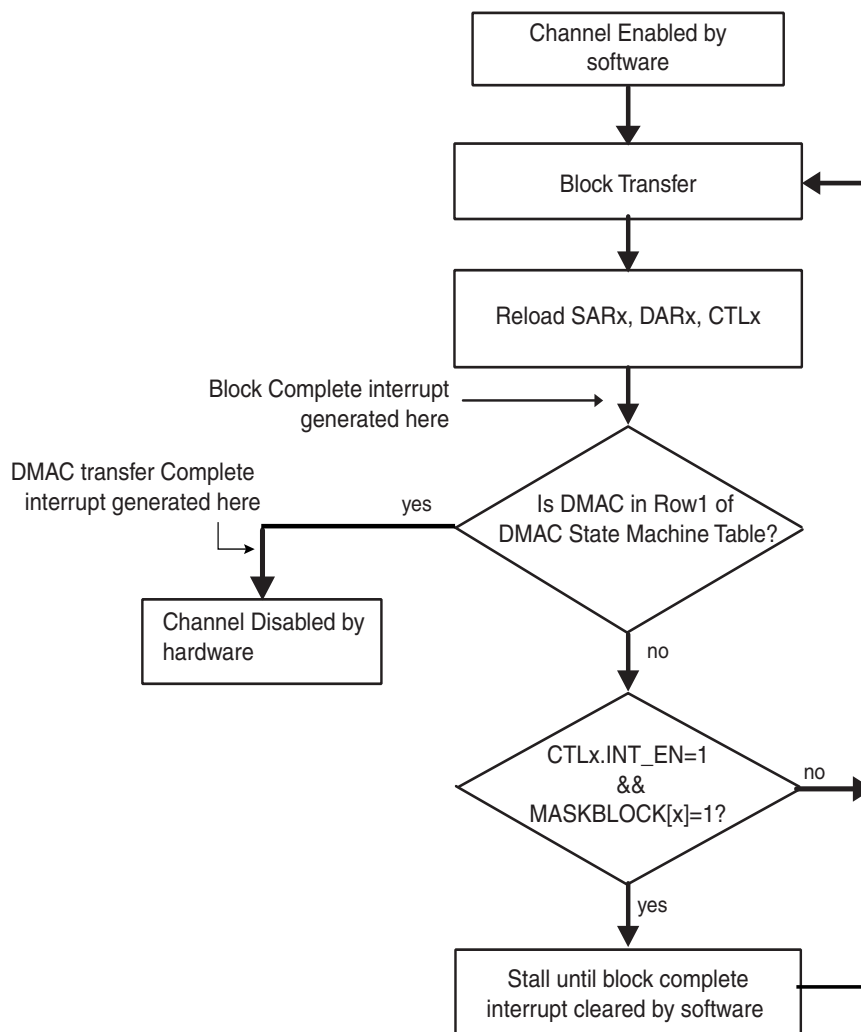 Channel Enabled by
software
Block Transfer
Reload SARx, DARx, CTLx
Block Complete interrupt
generated here
DMAC transfer Complete
interrupt generated here
yes
Is DMAC in Row1 of
DMAC State Machine Table?
Channel Disabled by
hardware
no
CTLx.INT_EN=1
&&
MASKBLOCK[x]=1?
no
yes
Stall until block complete
interrupt cleared by software